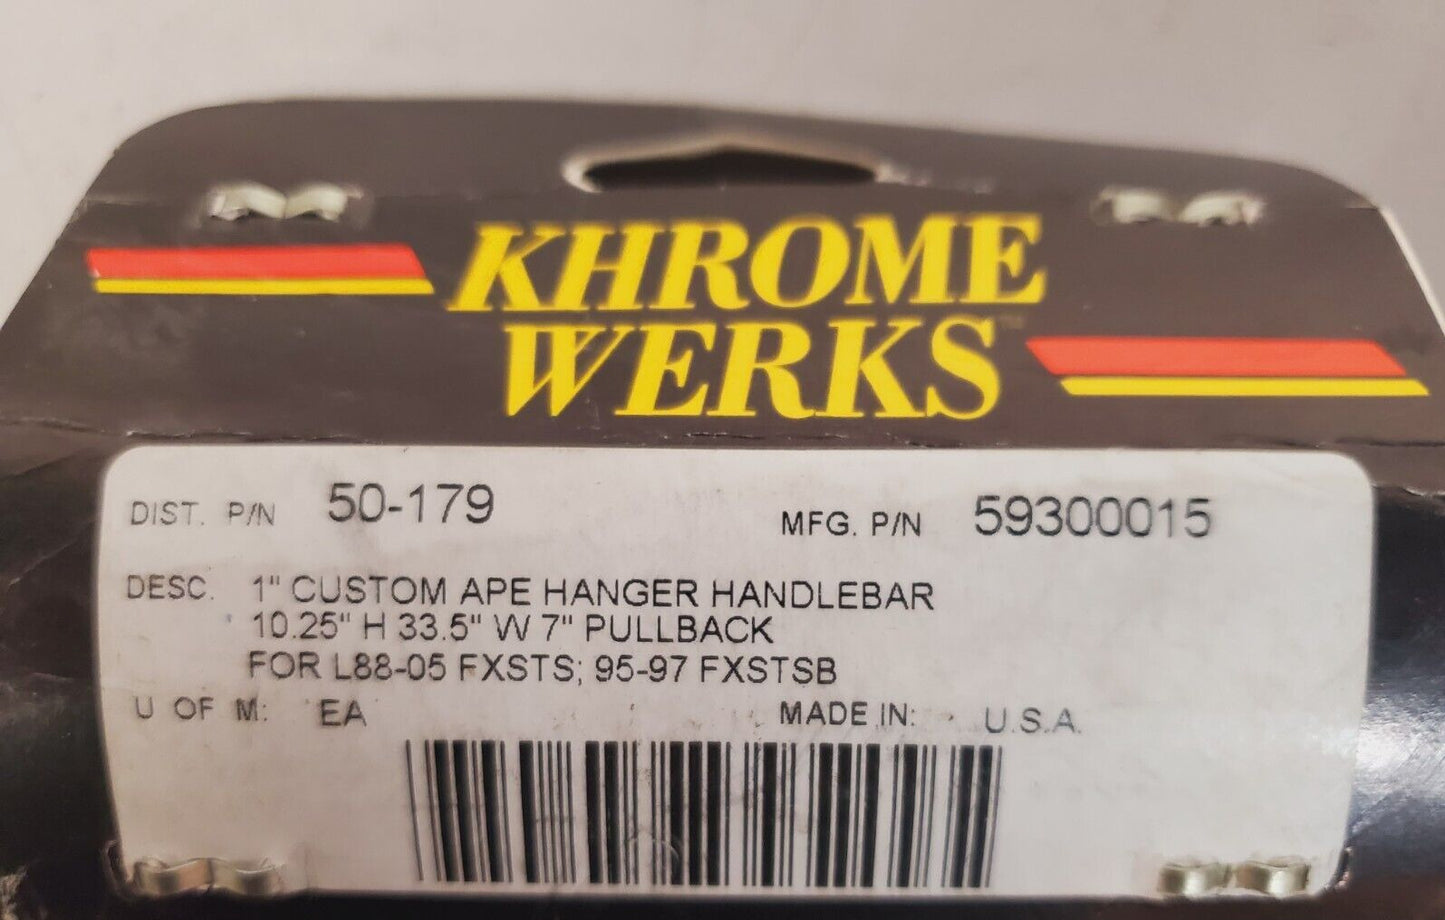 KHROME
WERKS™
DIST. P/N 50-179 MFG. P/N 59300015
DESC. 1" CUSTOM APE HANGER HANDLEBAR
10.25" H 33.5" W 7" PULLBACK
FOR L88-05 FXSTS; 95-97 FXSTSB
U OF M: EA MADE IN: U.S.A.